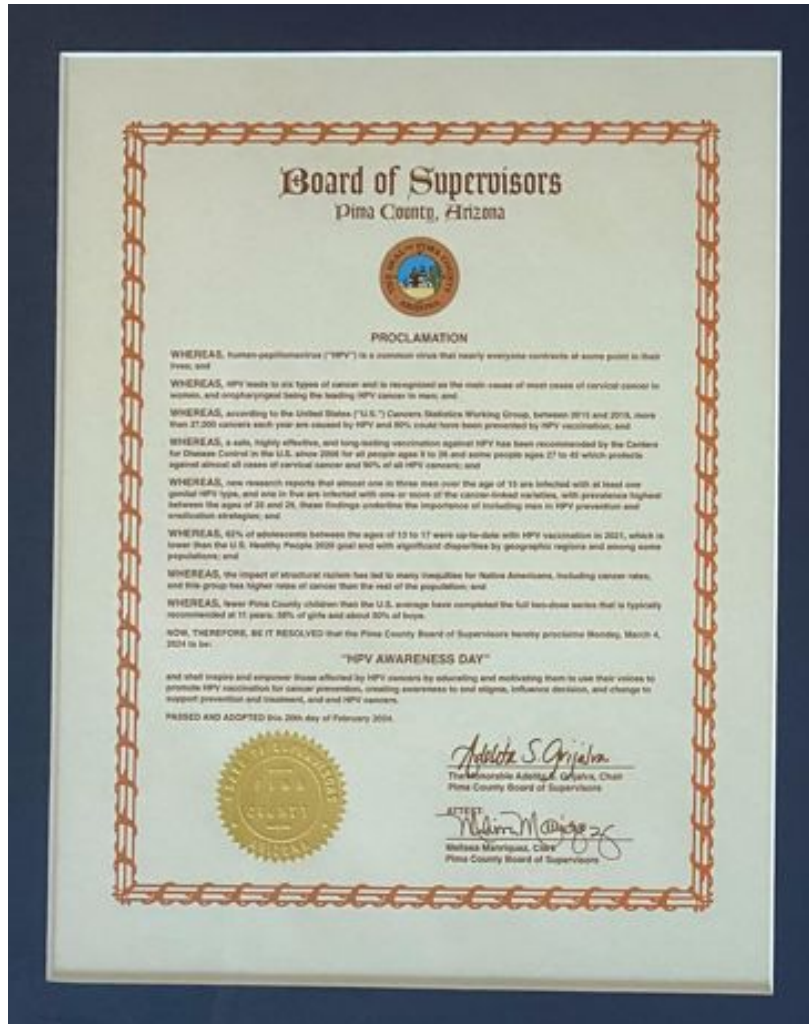 Board of Supervisors
Pima County, Arizona
THE SEAL OF PIMA COUNTY
ARIZONA
PROCLAMATION
WHEREAS, human-papillomavirus ("HPV") is a common virus that nearly everyone contracts at some point in their
lives; and
WHEREAS, HPV leads to six types of cancer and is recognized as the main cause of most cases of cervical cancer in
women, and oropharyngeal being the leading HPV cancer in men; and
WHEREAS, according to the United States ("U.S.") Cancers Statistics Working Group, between 2015 and 2019, more
than 37,000 cancers each year are caused by HPV and 90% could have been prevented by HPV vaccination; and
WHEREAS, a safe, highly effective, and long-lasting vaccination against HPV has been recommended by the Centers
for Disease Control in the U.S. since 2006 for all people ages 9 to 26 and some people ages 27 to 45 which protects
against almost all cases of cervical cancer and 90% of all HPV cancers; and
WHEREAS, new research reports that almost one in three men over the age of 15 are infected with at least one
genital HPV type, and one in five are infected with one or more of the cancer-linked varieties, with prevalence highest
between the ages of 25 and 29, these findings underline the importance of including men in HPV prevention and
eradication strategies; and
WHEREAS, 62% of adolescents between the ages of 13 to 17 were up-to-date with HPV vaccination in 2021, which is
lower than the U.S. Healthy People 2020 goal and with significant disparities by geographic regions and among some
populations; and
WHEREAS, the impact of structural racism has led to many inequities for Native Americans, including cancer rates,
and this group has higher rates of cancer than the rest of the population; and
WHEREAS, fewer Pima County children than the U.S. average have completed the full two-dose series that is typically
recommended at 11 years: 58% of girls and about 50% of boys.
NOW, THEREFORE, BE IT RESOLVED that the Pima County Board of Supervisors hereby proclaims Monday, March 4,
2024 to be:
"HPV AWARENESS DAY"
and shall inspire and empower those affected by HPV cancers by educating and motivating them to use their voices to
promote HPV vaccination for cancer prevention, creating awareness to end stigma, influence decision, and change to
support prevention and treatment, and end HPV cancers.
PASSED AND ADOPTED this 20th day of February 2024.
Adelita S. Grijalva
The Honorable Adelita S. Grijalva, Chair
Pima County Board of Supervisors
ATTEST:
Melissa Manriquez
Melissa Manriquez, Clerk
Pima County Board of Supervisors
COUNTY
ARIZONA